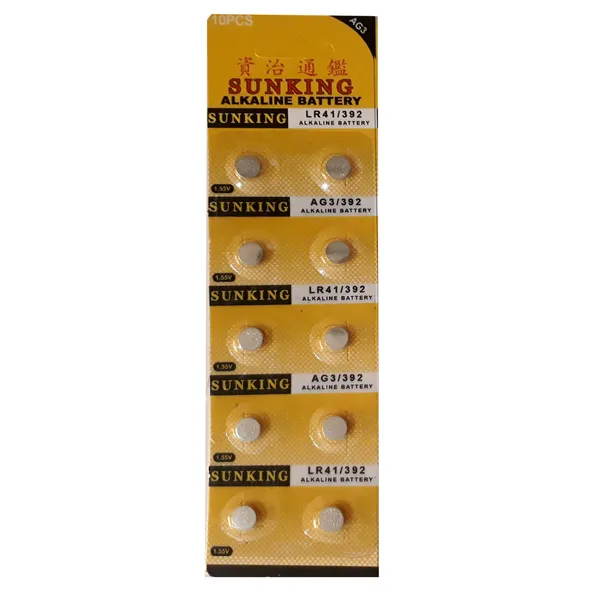 10PCS
AG3
資治通鑑
SUNKING
ALKALINE BATTERY
SUNKING LR41/392
ALKALINE BATTERY
1.55V
SUNKING AG3/392
ALKALINE BATTERY
1.55V
SUNKING LR41/392
ALKALINE BATTERY
1.55V
SUNKING AG3/392
ALKALINE BATTERY
1.55V
SUNKING LR41/392
ALKALINE BATTERY
1.55V